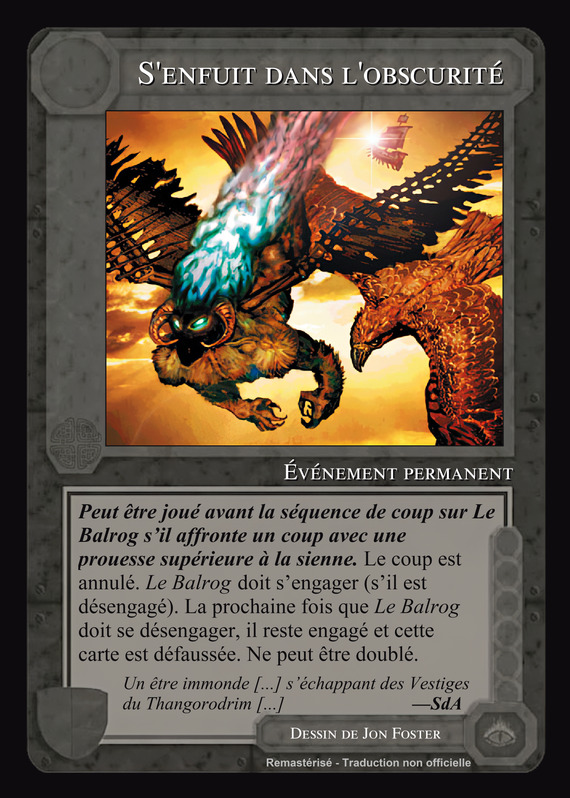 S'ENFUIT DANS L'OBSCURITÉ
ÉVÉNEMENT PERMANENT
Peut être joué avant la séquence de coup sur Le
Balrog s’il affronte un coup avec une
prouesse supérieure à la sienne. Le coup est
annulé. Le Balrog doit s’engager (s’il est
désengagé). La prochaine fois que Le Balrog
doit se désengager, il reste engagé et cette
carte est défaussée. Ne peut être doublé.
Un être immonde [...] s’échappant des Vestiges
du Thangorodrim [...] —SdA
DESSIN DE JON FOSTER
Remastérisé - Traduction non officielle